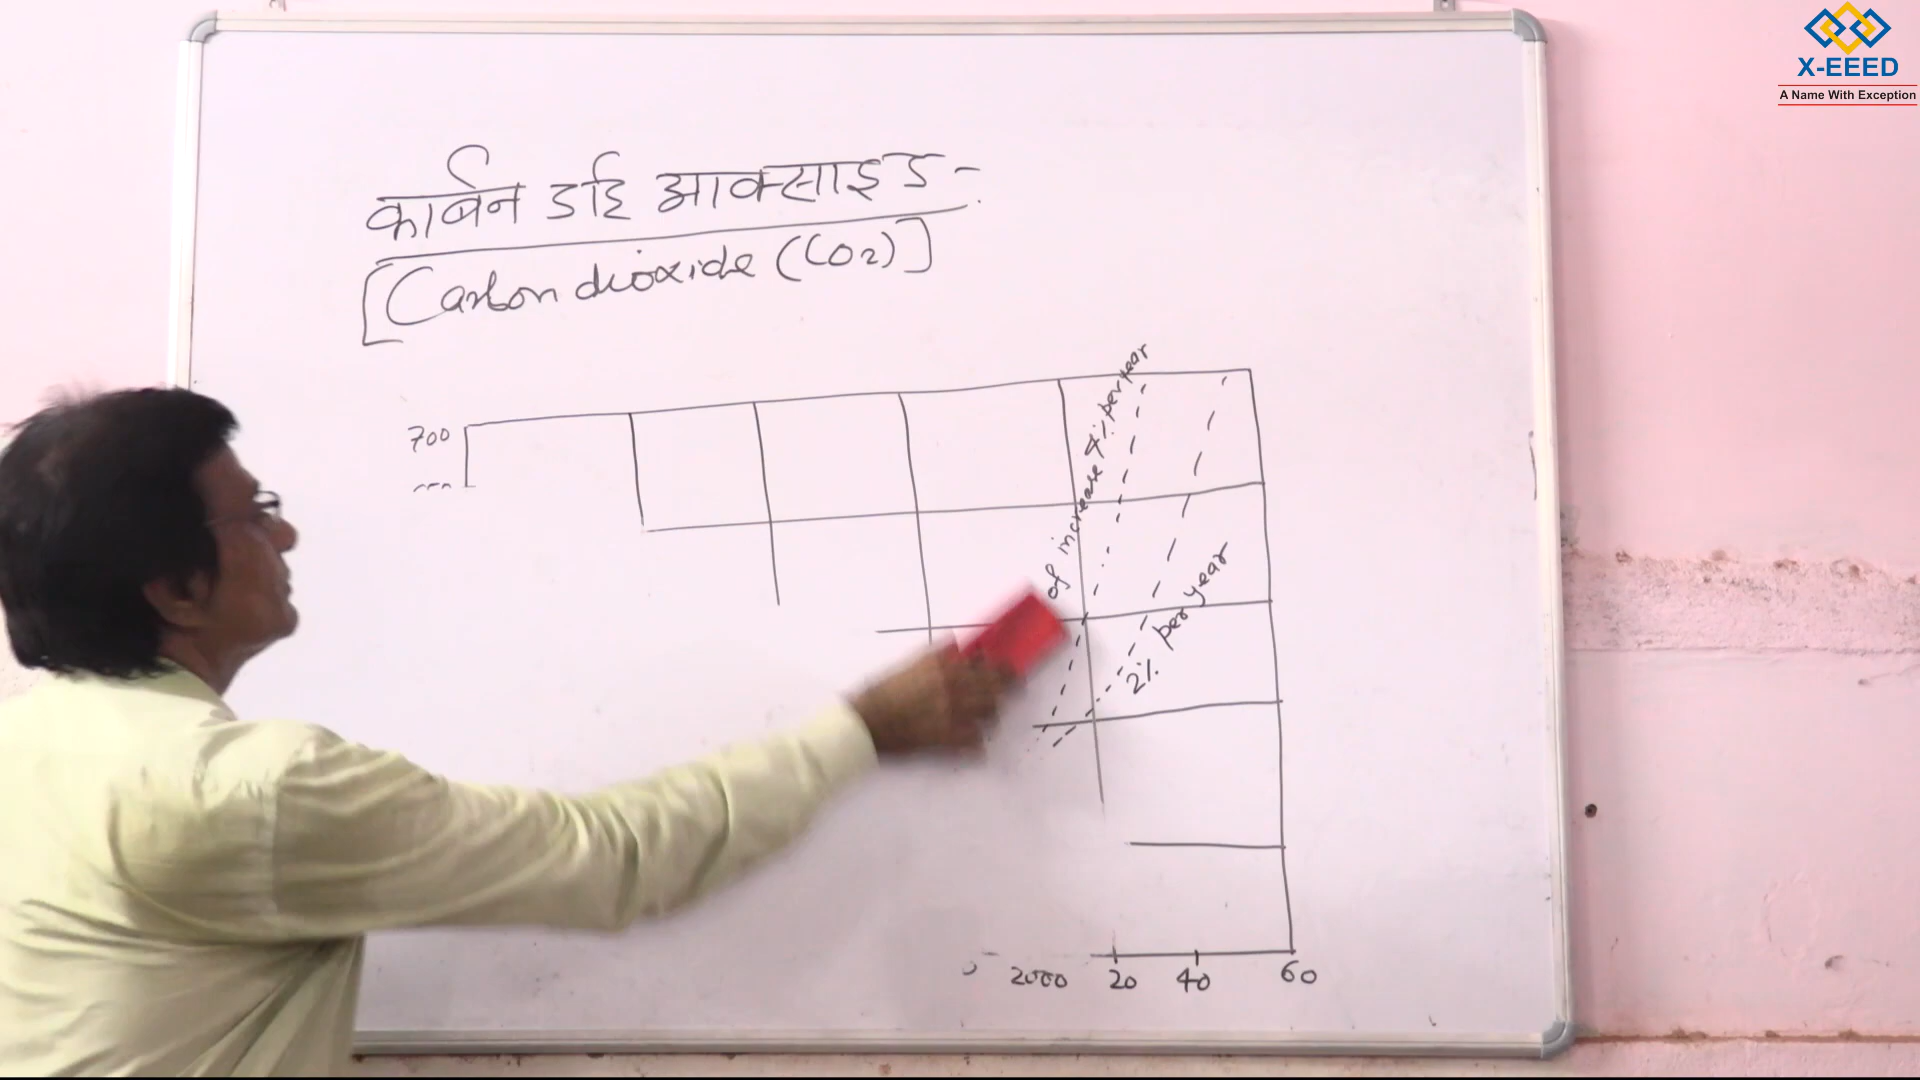 X-EEED
A Name With Exception
कार्बन डाई आक्साइड -
[Carbon dioxide (CO2)]
700
of increase 4% per year
2% per year
2000 20 40 60